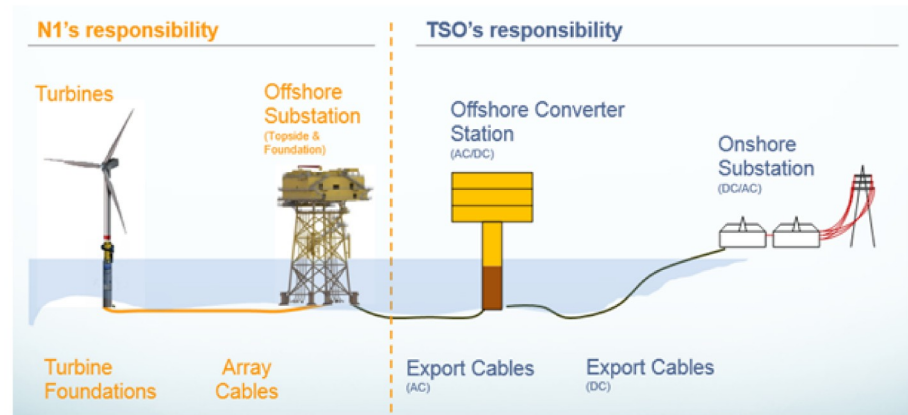 N1's responsibility
TSO's responsibility
Turbines
Offshore
Substation
(Topside &
Foundation)
Offshore Converter
Station
(AC/DC)
Onshore
Substation
(DC/AC)
Turbine
Foundations
Array
Cables
Export Cables
(AC)
Export Cables
(DC)